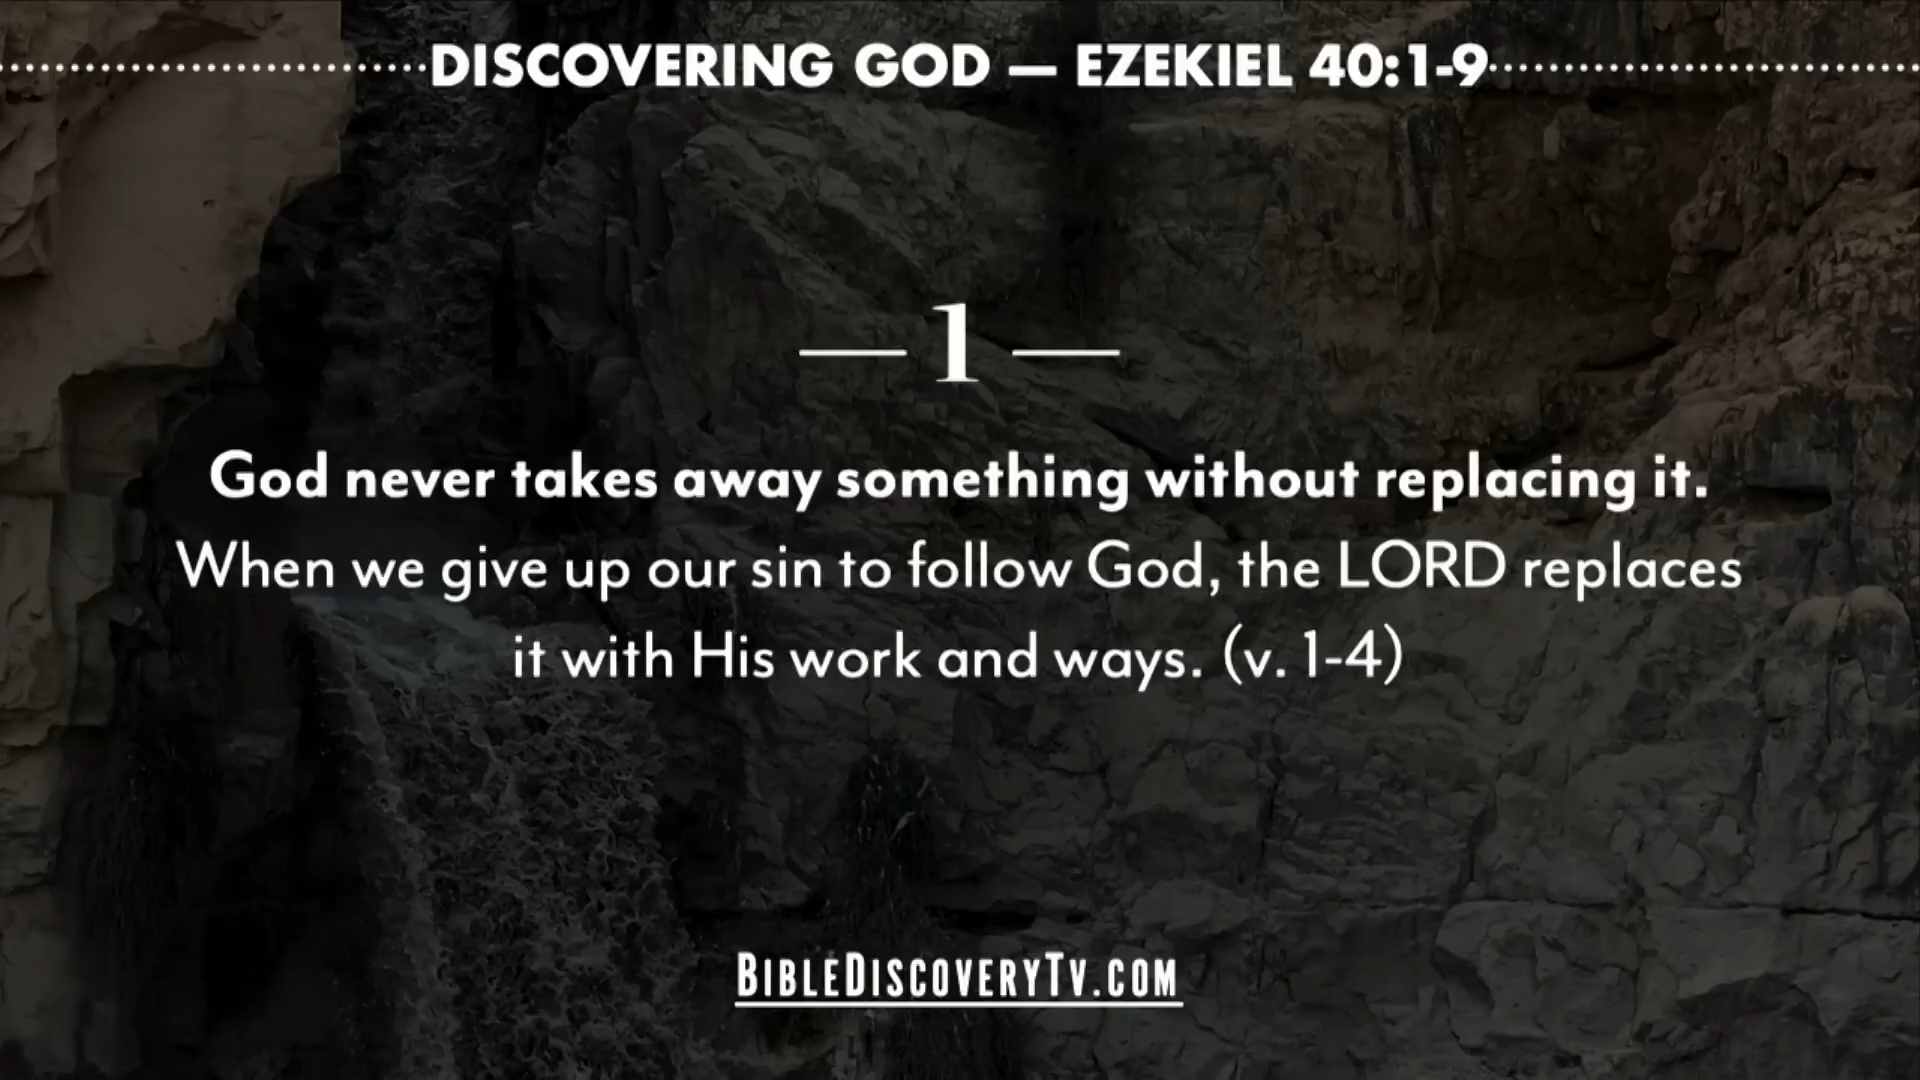 DISCOVERING GOD — EZEKIEL 40:1-9
— 1 —
God never takes away something without replacing it.
When we give up our sin to follow God, the LORD replaces
it with His work and ways. (v. 1-4)
BIBLEDISCOVERYTV.COM